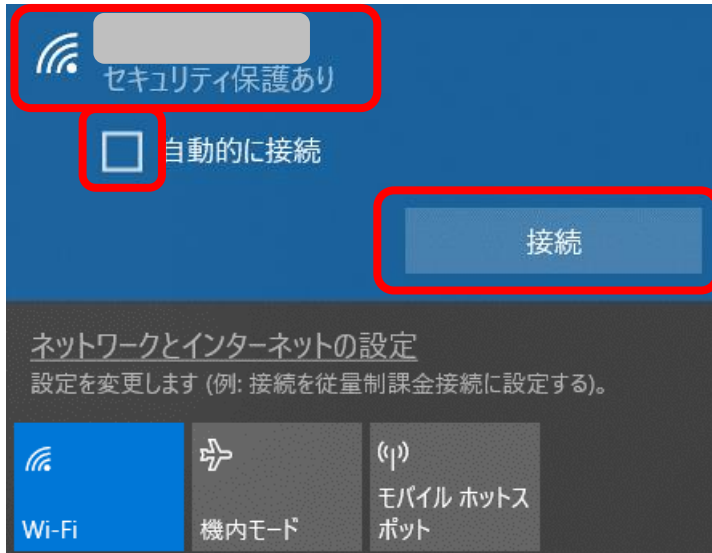 セキュリティ保護あり
自動的に接続
接続
ネットワークとインターネットの設定
設定を変更します (例: 接続を従量制課金接続に設定する)。
Wi-Fi
機内モード
モバイル ホットス
ポット